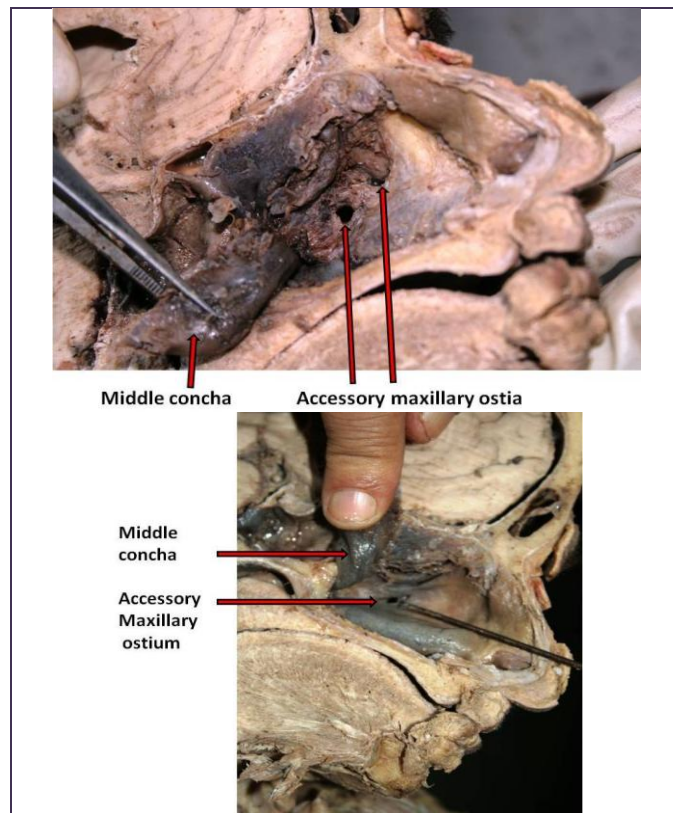 Middle concha
Accessory maxillary ostia
Middle
concha
Accessory
Maxillary
ostium